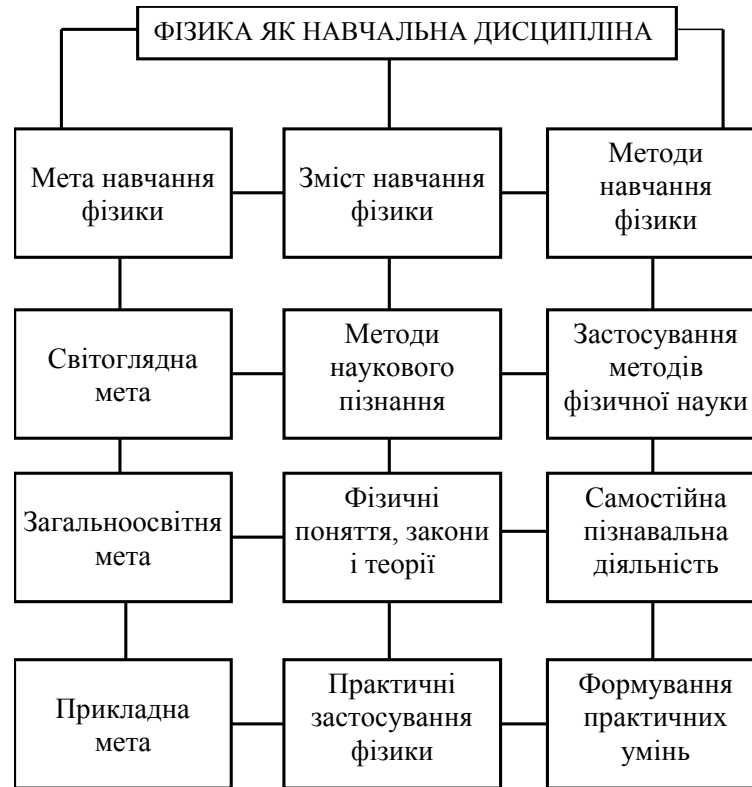 ФІЗИКА ЯК НАВЧАЛЬНА ДИСЦИПЛІНА
Мета навчання
фізики
Зміст навчання
фізики
Методи
навчання
фізики
Світоглядна
мета
Методи
наукового
пізнання
Застосування
методів
фізичної науки
Загальноосвітня
мета
Фізичні
поняття, закони
і теорії
Самостійна
пізнавальна
діяльність
Прикладна
мета
Практичні
застосування
фізики
Формування
практичних
умінь